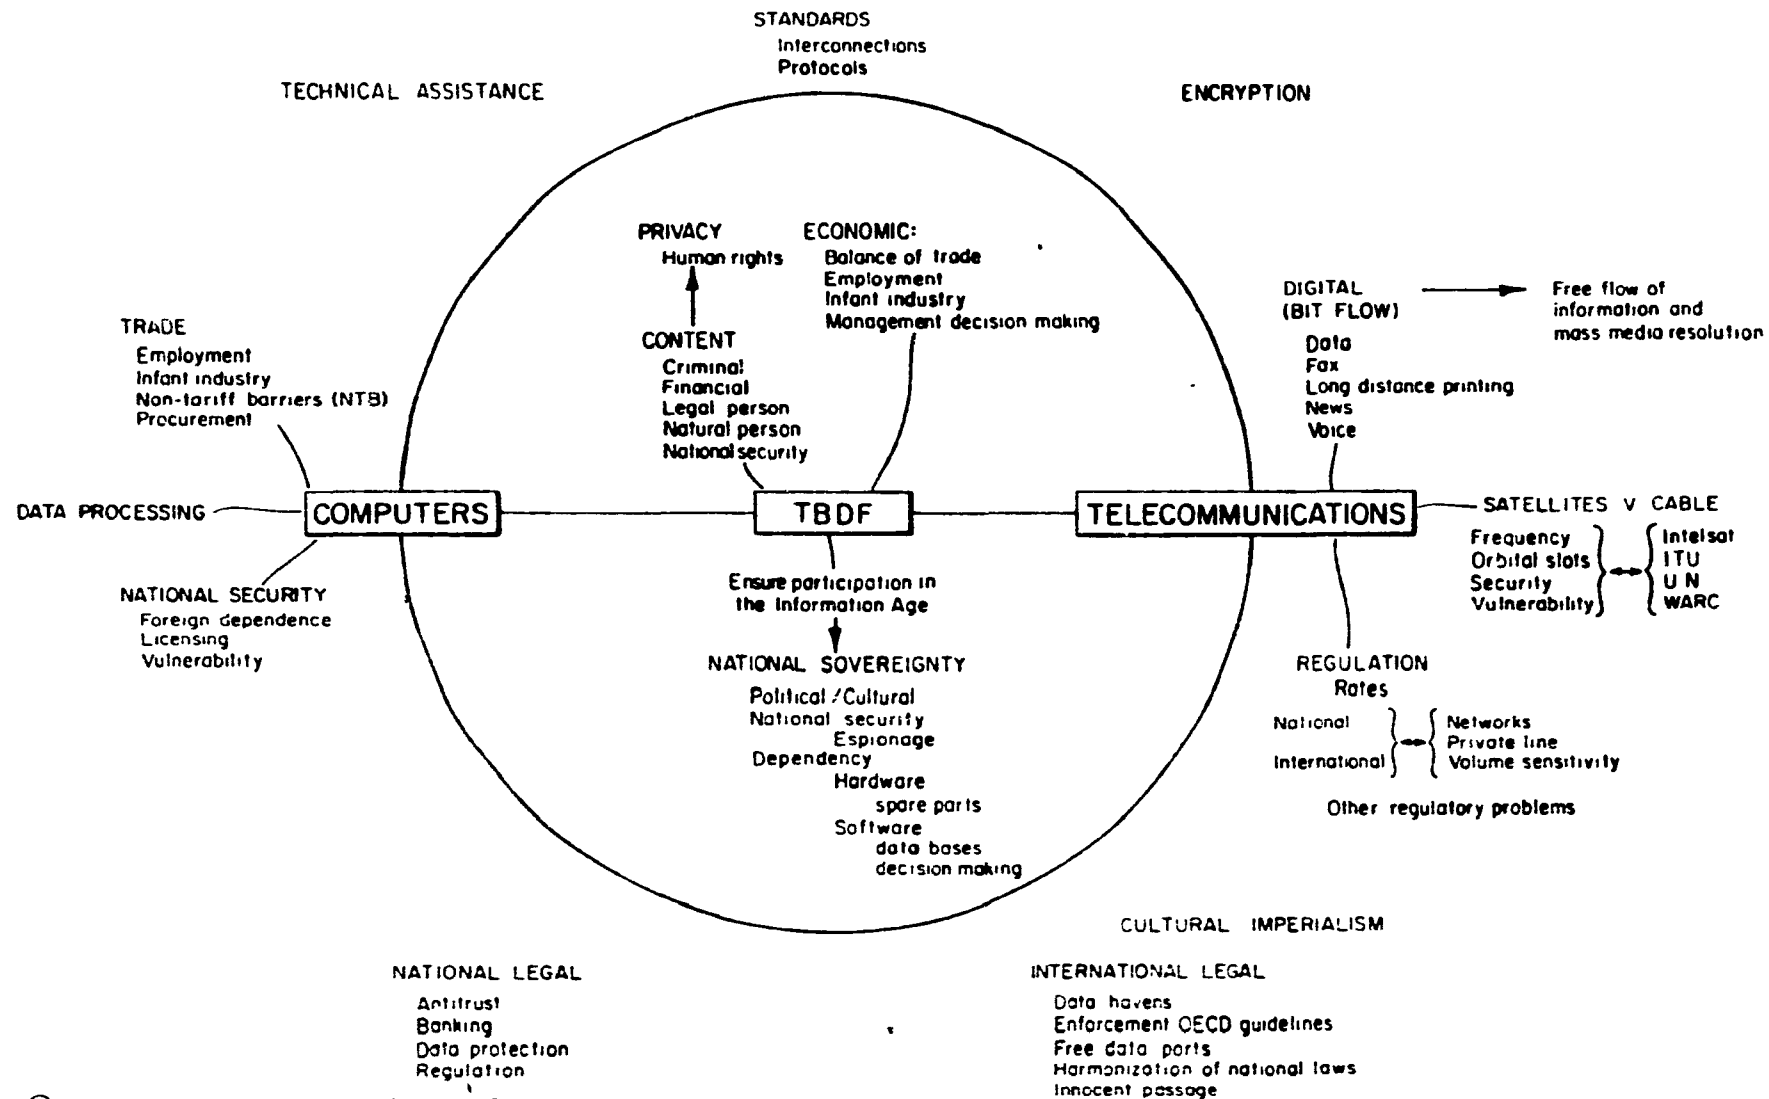 STANDARDS
Interconnections
Protocols
TECHNICAL ASSISTANCE
ENCRYPTION
PRIVACY
Human rights
ECONOMIC:
Balance of trade
Employment
Infant industry
Management decision making
CONTENT
Criminal
Financial
Legal person
Natural person
National security
DIGITAL
(BIT FLOW)
Data
Fax
Long distance printing
News
Voice
Free flow of
information and
mass media resolution
TRADE
Employment
Infant industry
Non-tariff barriers (NTB)
Procurement
DATA PROCESSING
COMPUTERS
TBDF
TELECOMMUNICATIONS
SATELLITES V CABLE
Frequency
Orbital slots
Security
Vulnerability
Intelsat
ITU
U N
WARC
NATIONAL SECURITY
Foreign dependence
Licensing
Vulnerability
Ensure participation in
the Information Age
NATIONAL SOVEREIGNTY
Political/Cultural
National security
Espionage
Dependency
Hardware
spare parts
Software
data bases
decision making
REGULATION
Rates
National
International
Networks
Private line
Volume sensitivity
Other regulatory problems
CULTURAL IMPERIALISM
NATIONAL LEGAL
Antitrust
Banking
Data protection
Regulation
INTERNATIONAL LEGAL
Data havens
Enforcement OECD guidelines
Free data ports
Harmonization of national laws
Innocent passage